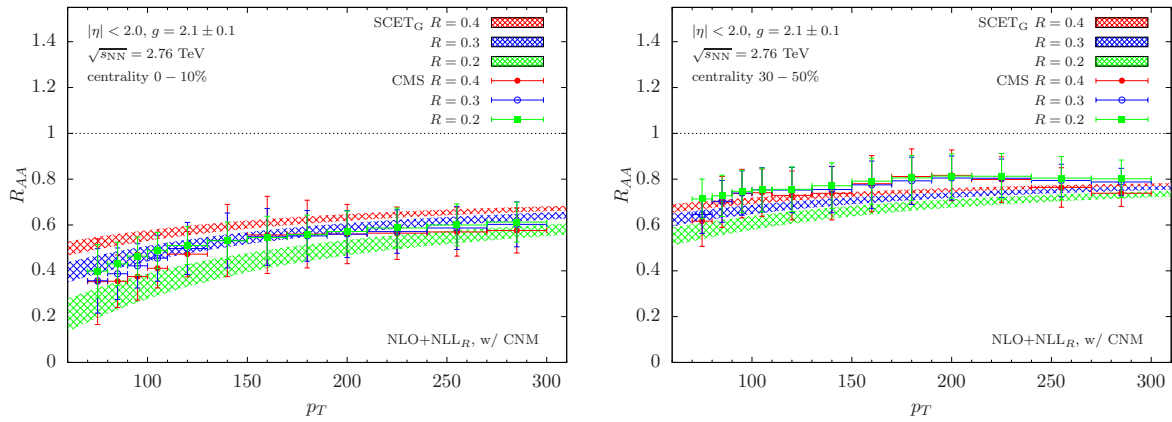 |η| < 2.0, g = 2.1 ± 0.1
√sNN = 2.76 TeV
centrality 0 − 10%
SCETG R = 0.4
R = 0.3
R = 0.2
CMS R = 0.4
R = 0.3
R = 0.2
NLO+NLLR, w/ CNM
RAA
1.4
1.2
1
0.8
0.6
0.4
0.2
0
100 150 200 250 300
pT
|η| < 2.0, g = 2.1 ± 0.1
√sNN = 2.76 TeV
centrality 30 − 50%
SCETG R = 0.4
R = 0.3
R = 0.2
CMS R = 0.4
R = 0.3
R = 0.2
NLO+NLLR, w/ CNM
RAA
1.4
1.2
1
0.8
0.6
0.4
0.2
0
100 150 200 250 300
pT